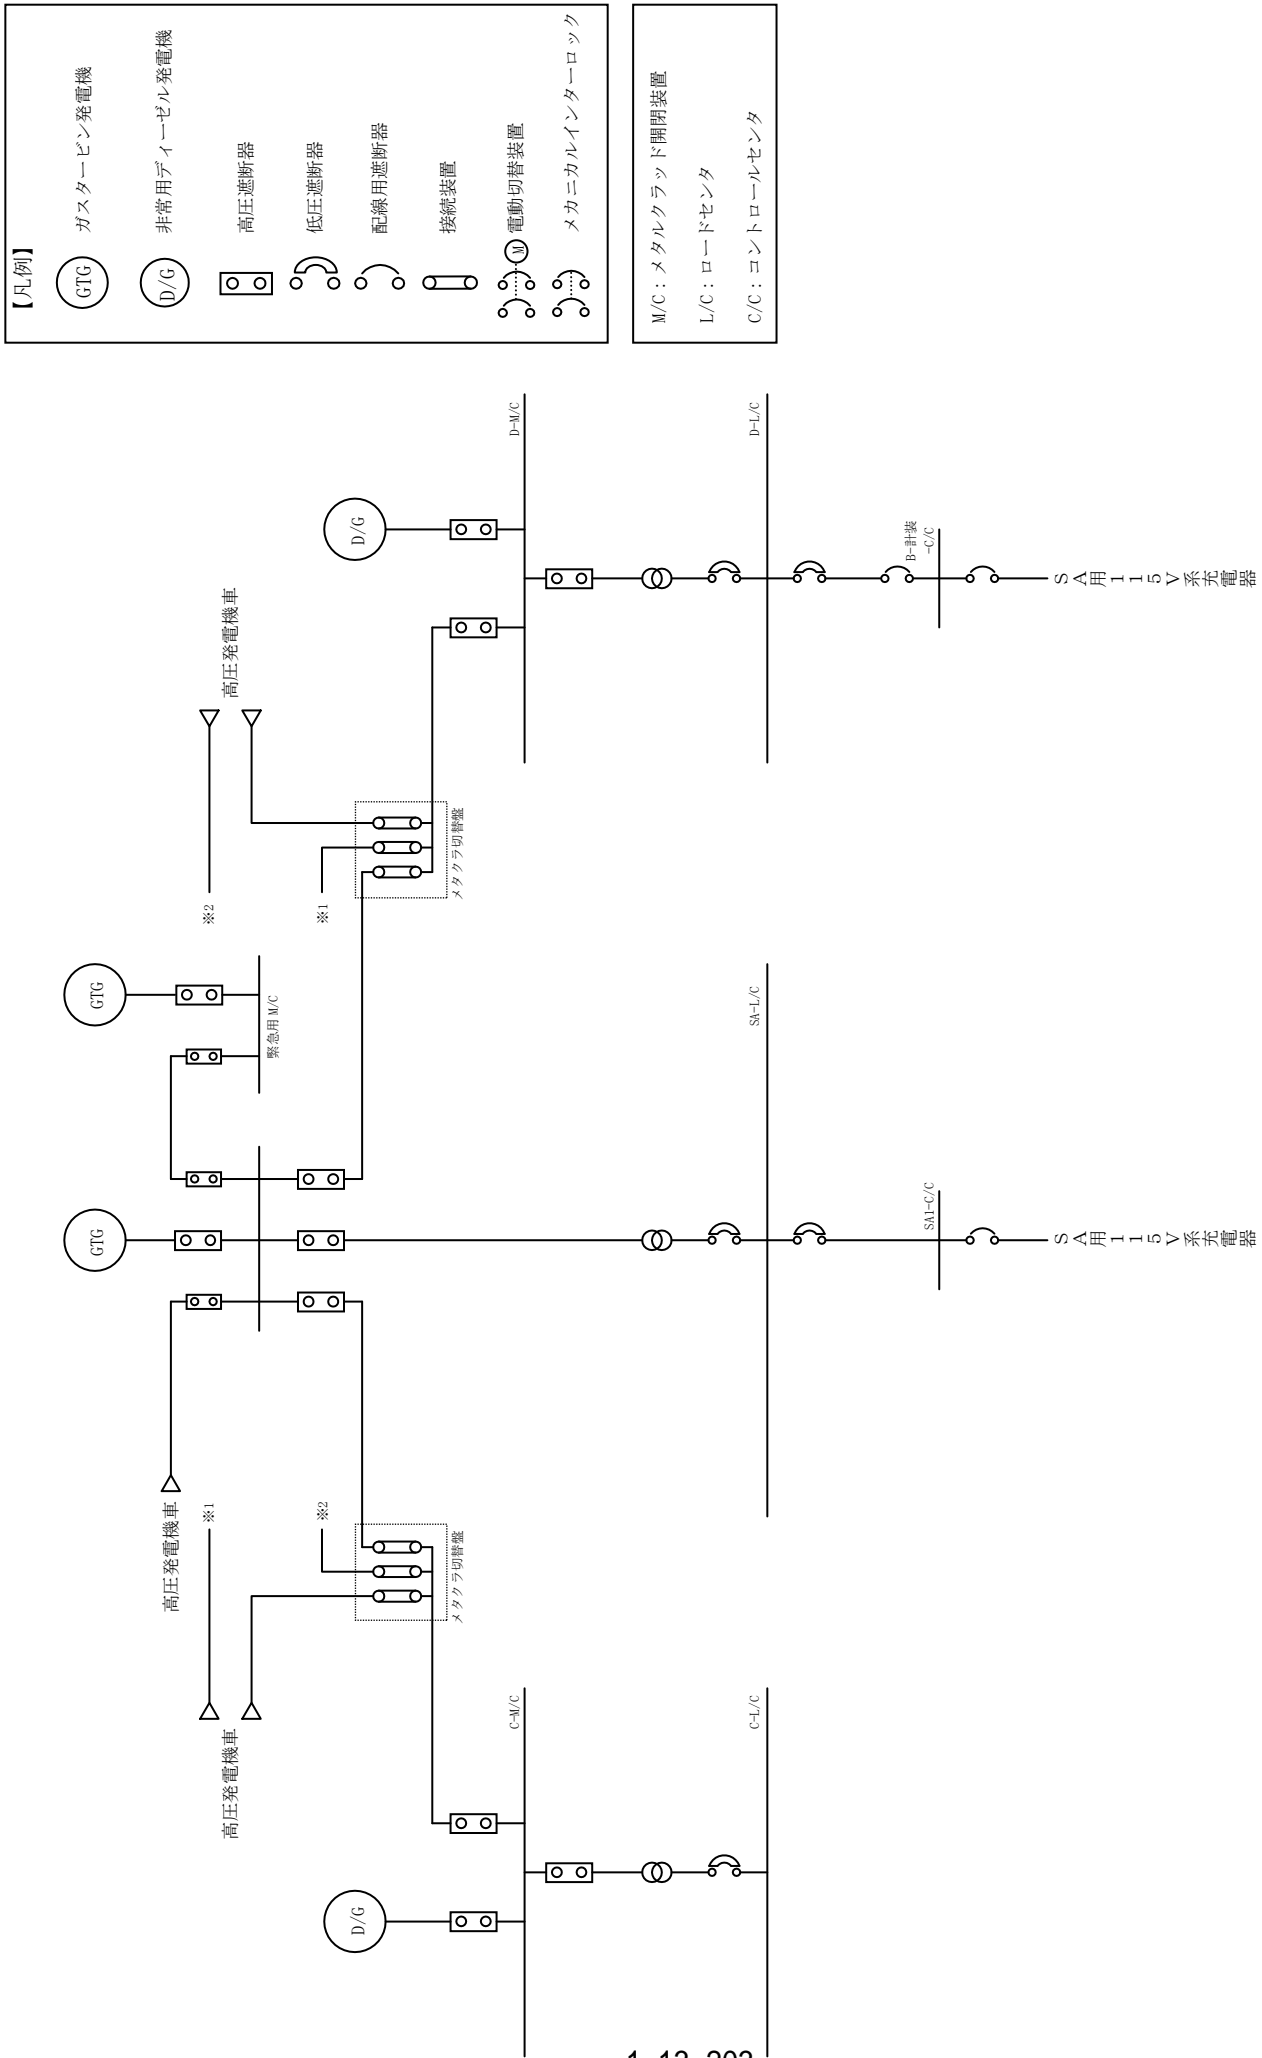 【凡例】
GTG ガスタービン発電機
D/G 非常用ディーゼル発電機
高圧遮断器
低圧遮断器
配線用遮断器
接続装置
M 電動切替装置
メカニカルインターロック
M/C：メタルクラッド開閉装置
L/C：ロードセンタ
C/C：コントロールセンタ
D/G
高圧発電機車
※2
※1
メタクラ切替盤
D-M/C
D-L/C
B-計装
-C/C
SA用115V系充電器
GTG
緊急用 M/C
GTG
SA-L/C
SA1-C/C
SA用115V系充電器
高圧発電機車
※1
※2
メタクラ切替盤
高圧発電機車
D/G
C-M/C
C-L/C